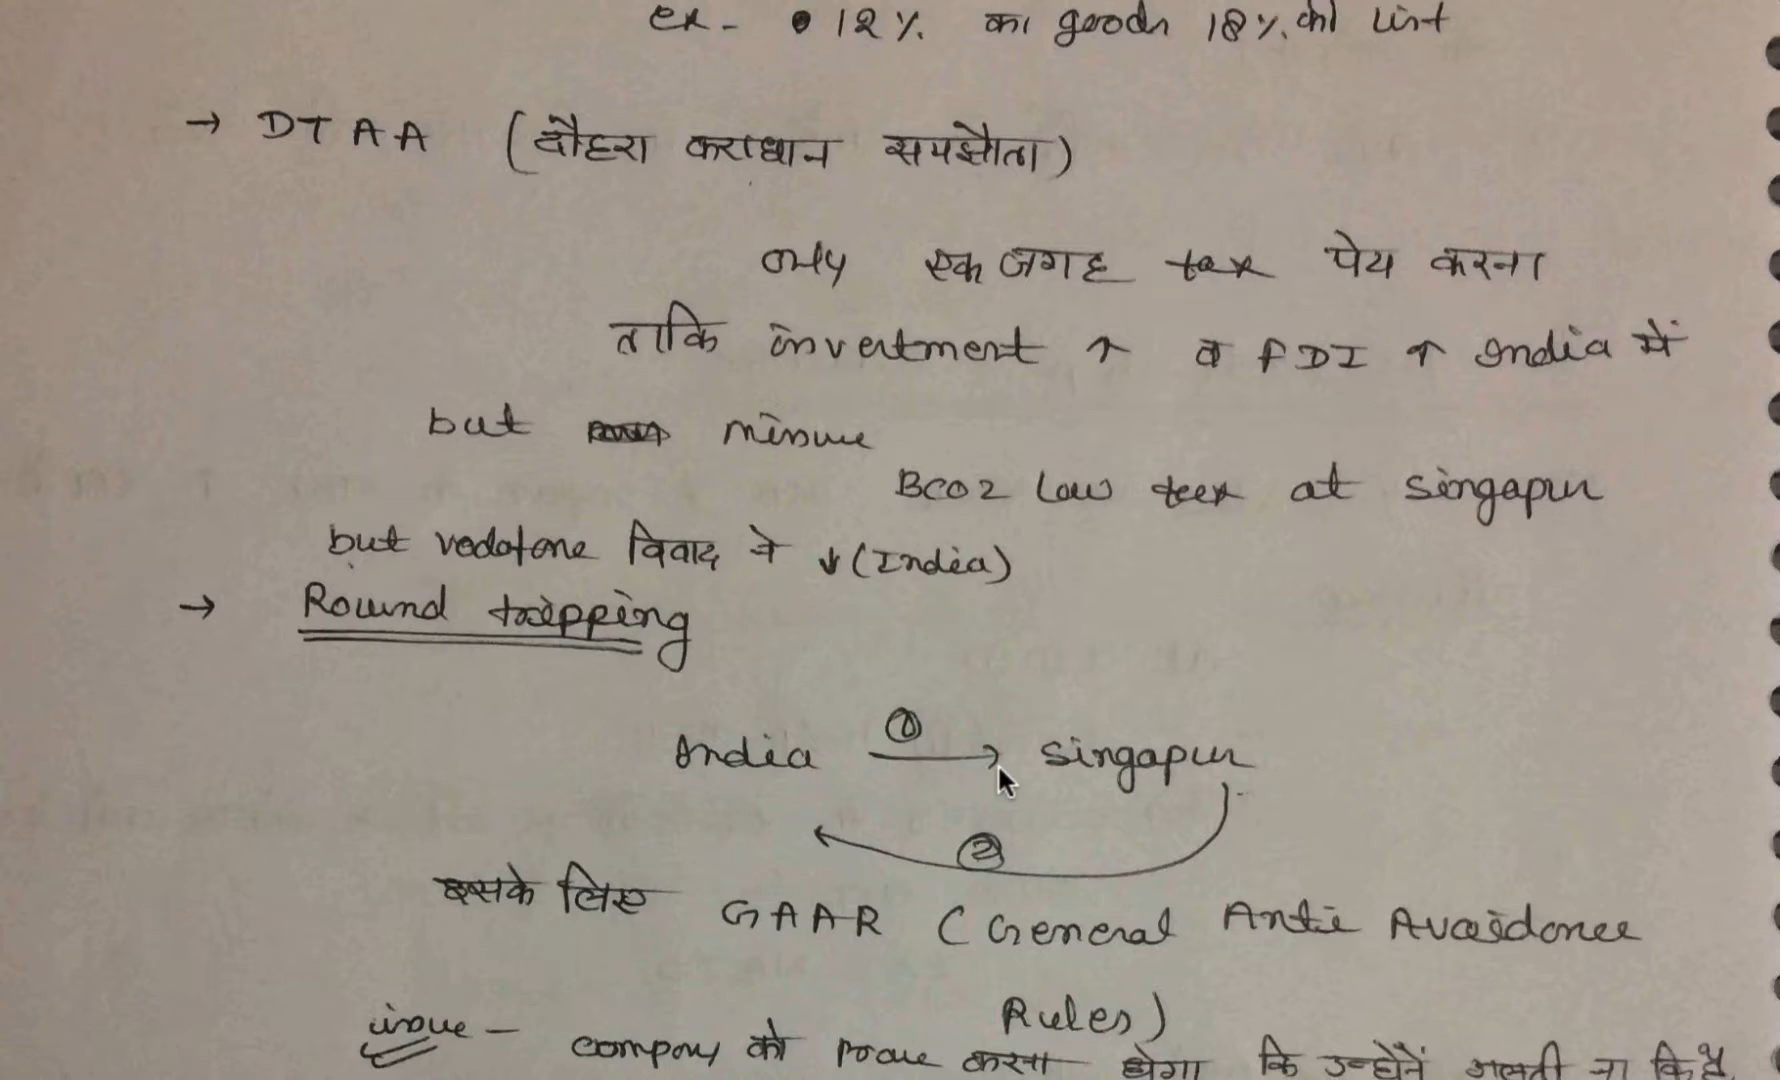 ex- 12% का goods 18% की list
→ DTAA (दौहरा कराधान समझौता)
only एक जगह tax पेय करना
ताकि investment ↑ व FDI ↑ India में
but misuse
BCOZ Low tax at singapur
but vodafone विवाद ने ↓ (India)
→ Round tripping
India ① → singapur
②
इसके लिए GAAR (General Anti Avoidance
Rules)
issue - company को prove करना होगा कि उन्होनें गलती ना कि है